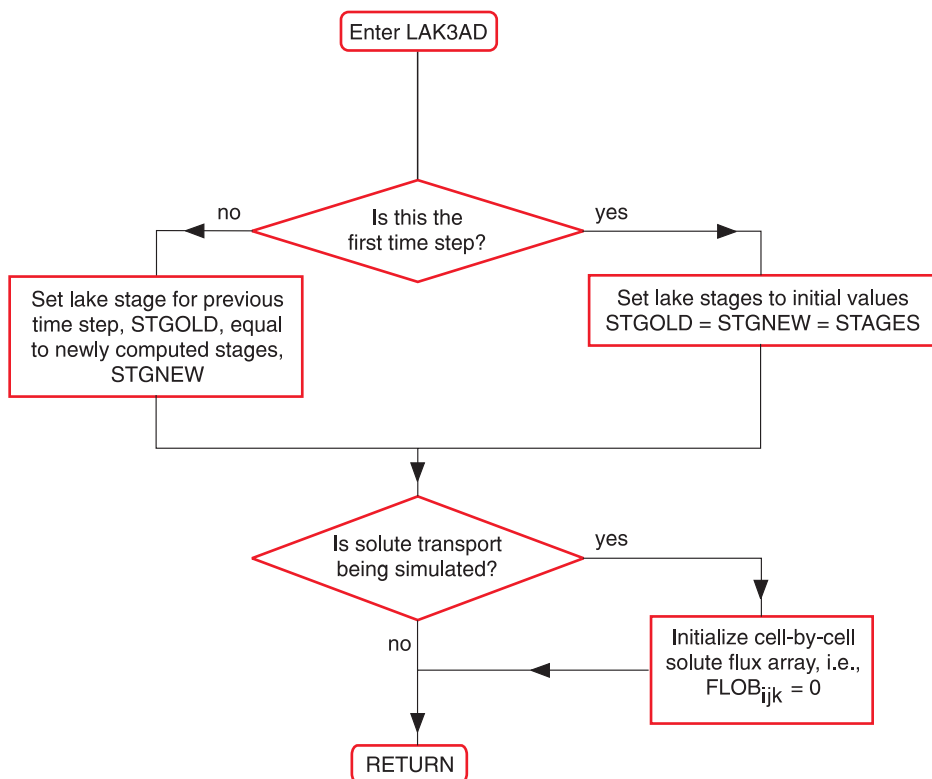 Enter LAK3AD
Is this the
first time step?
no
yes
Set lake stage for previous
time step, STGOLD, equal
to newly computed stages,
STGNEW
Set lake stages to initial values
STGOLD = STGNEW = STAGES
Is solute transport
being simulated?
yes
no
Initialize cell-by-cell
solute flux array, i.e.,
FLOBijk = 0
RETURN